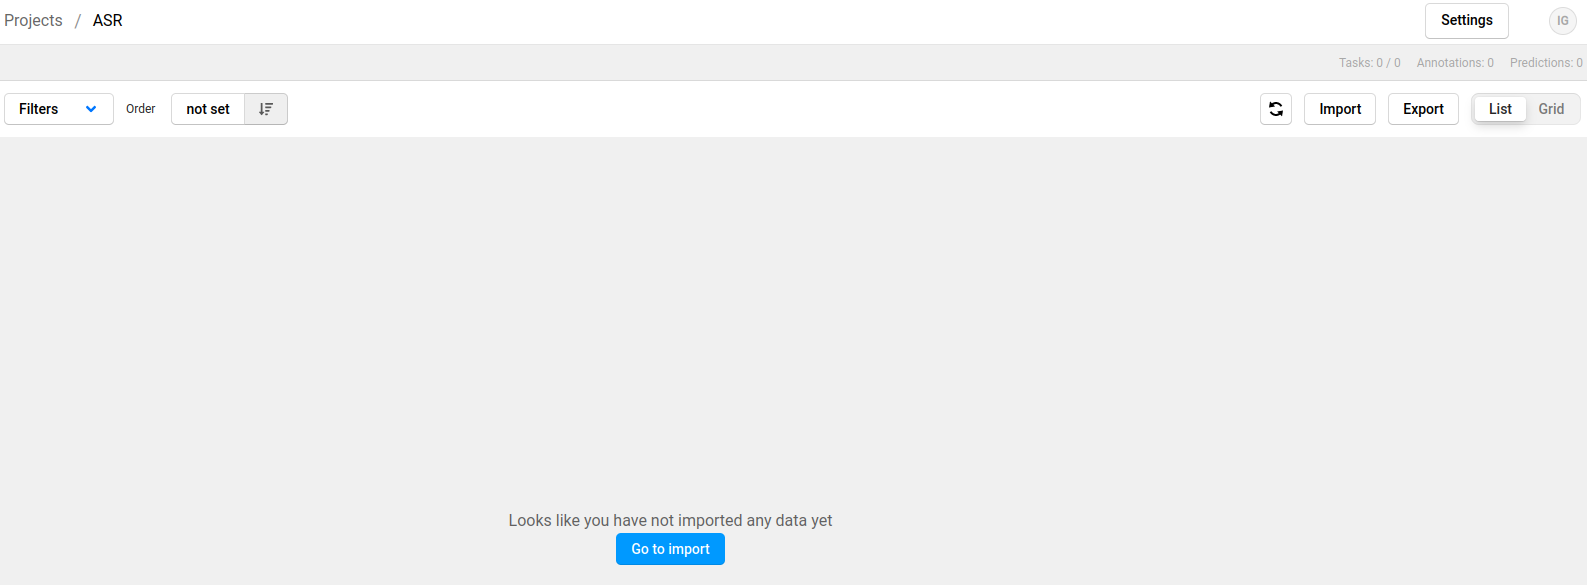 Projects / ASR Settings IG
Tasks: 0 / 0 Annotations: 0 Predictions: 0
Filters Order not set Import Export List Grid
Looks like you have not imported any data yet
Go to import